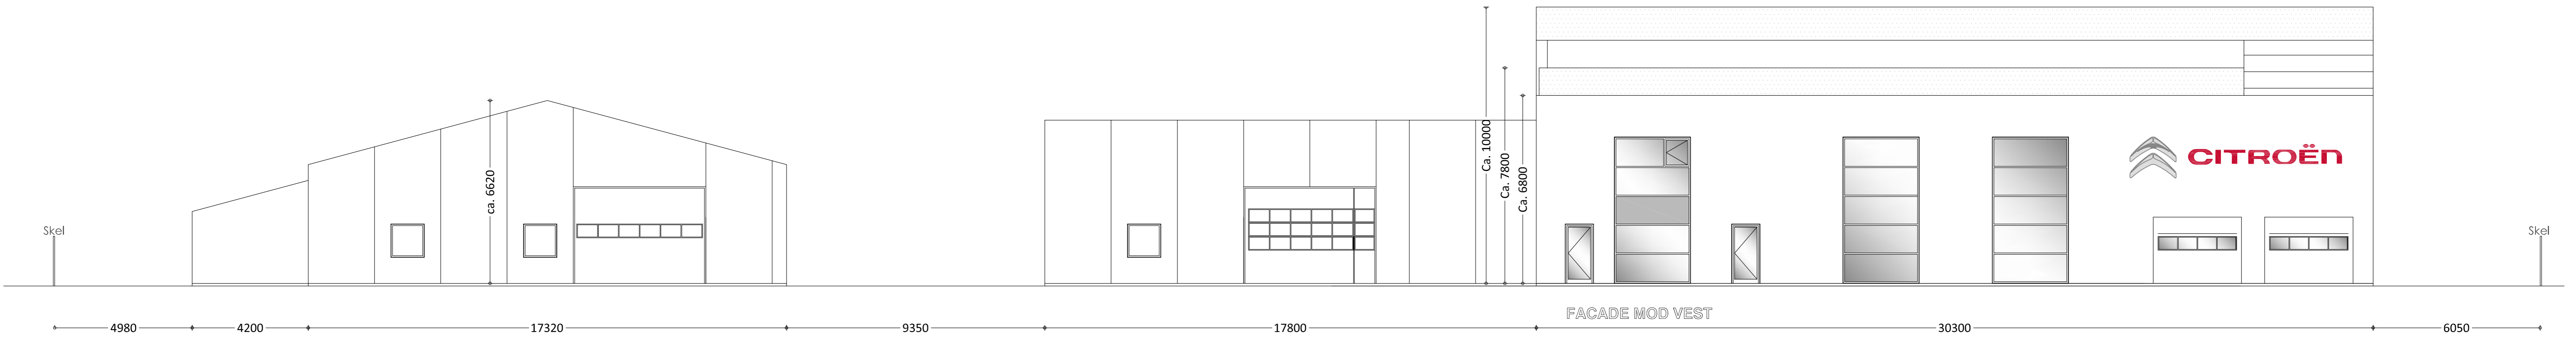 Ca. 10000
Ca. 7800
ca. 6620
Ca. 6800
CITROËN
Skel
Skel
FACADE MOD VEST
4980
4200
17320
9350
17800
30300
6050